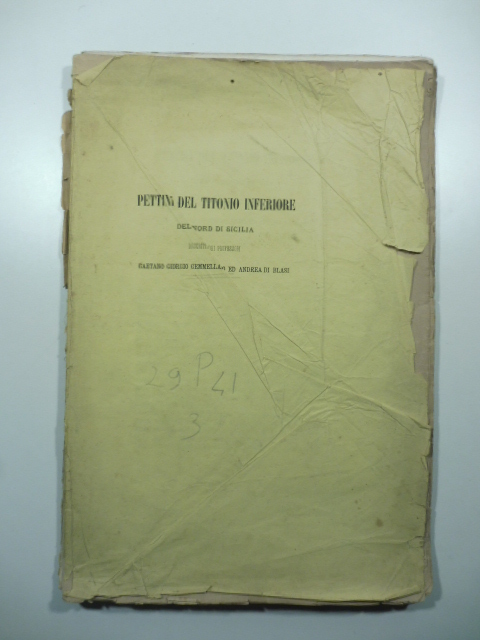 PETTINI DEL TITONIO INFERIORE
DEL NORD DI SICILIA
GAETANO GIORGIO GEMMELLARO ED ANDREA DI BLASI
29 P 41
3